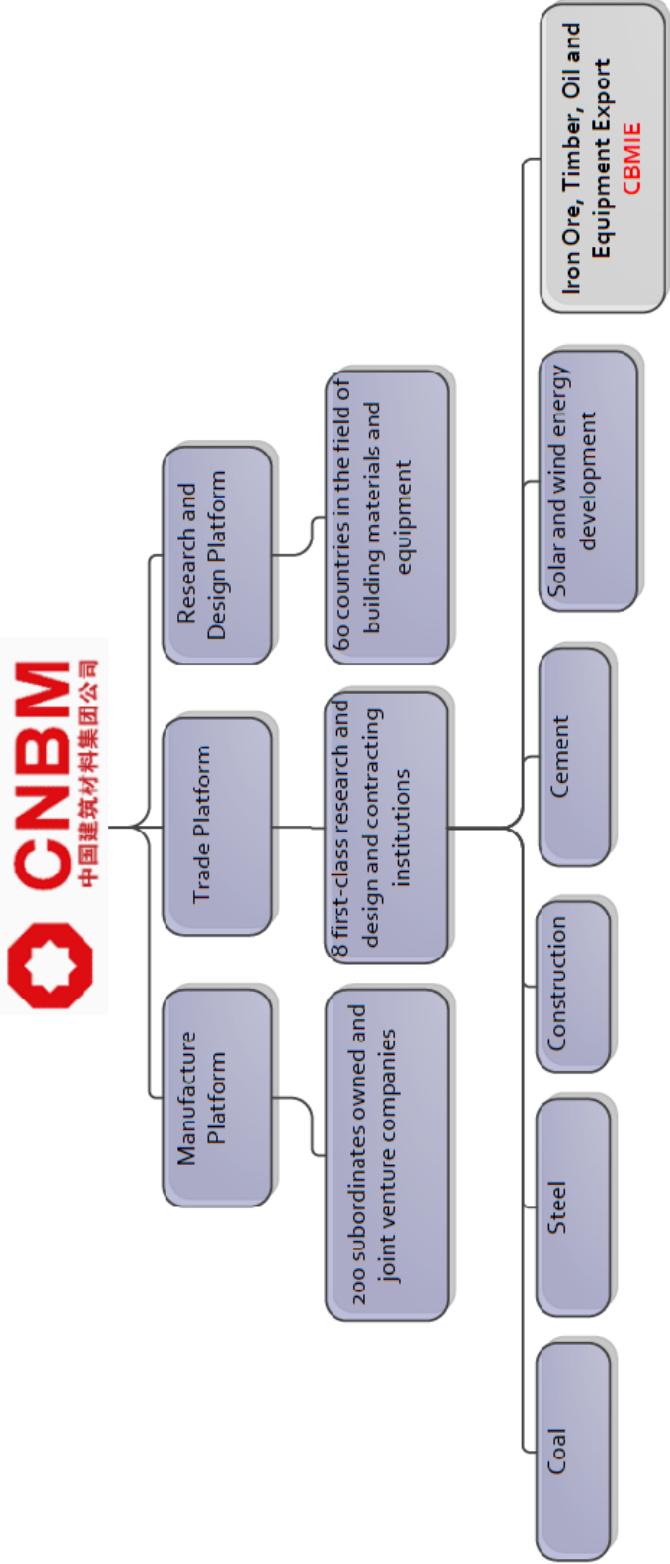 CNBM
中国建筑材料集团公司
Manufacture
Platform
Trade Platform
Research and
Design Platform
200 subordinates owned and
joint venture companies
8 first-class research and
design and contracting
institutions
60 countries in the field of
building materials and
equipment
Coal
Steel
Construction
Cement
Solar and wind energy
development
Iron Ore, Timber, Oil and
Equipment Export
CBMIE